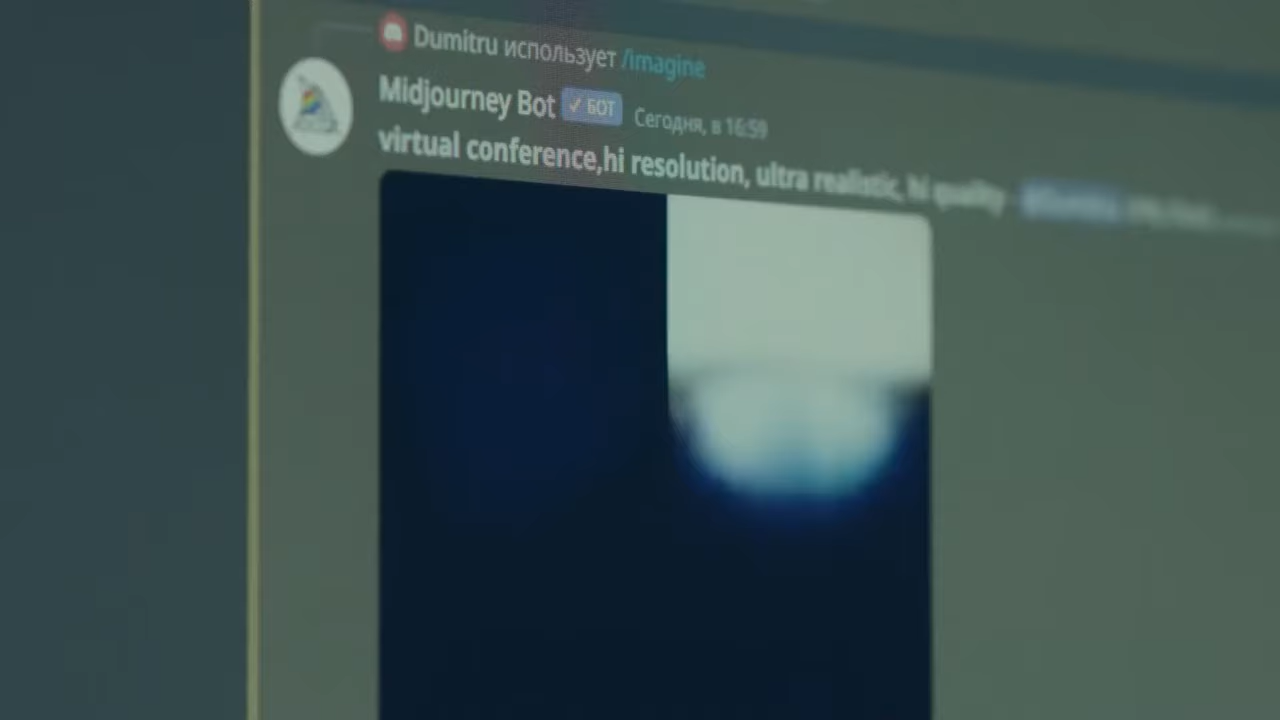 Dumitru использует /imagine
Midjourney Bot ✓ БОТ Сегодня, в 16:59
virtual conference,hi resolution, ultra realistic, hi quality -